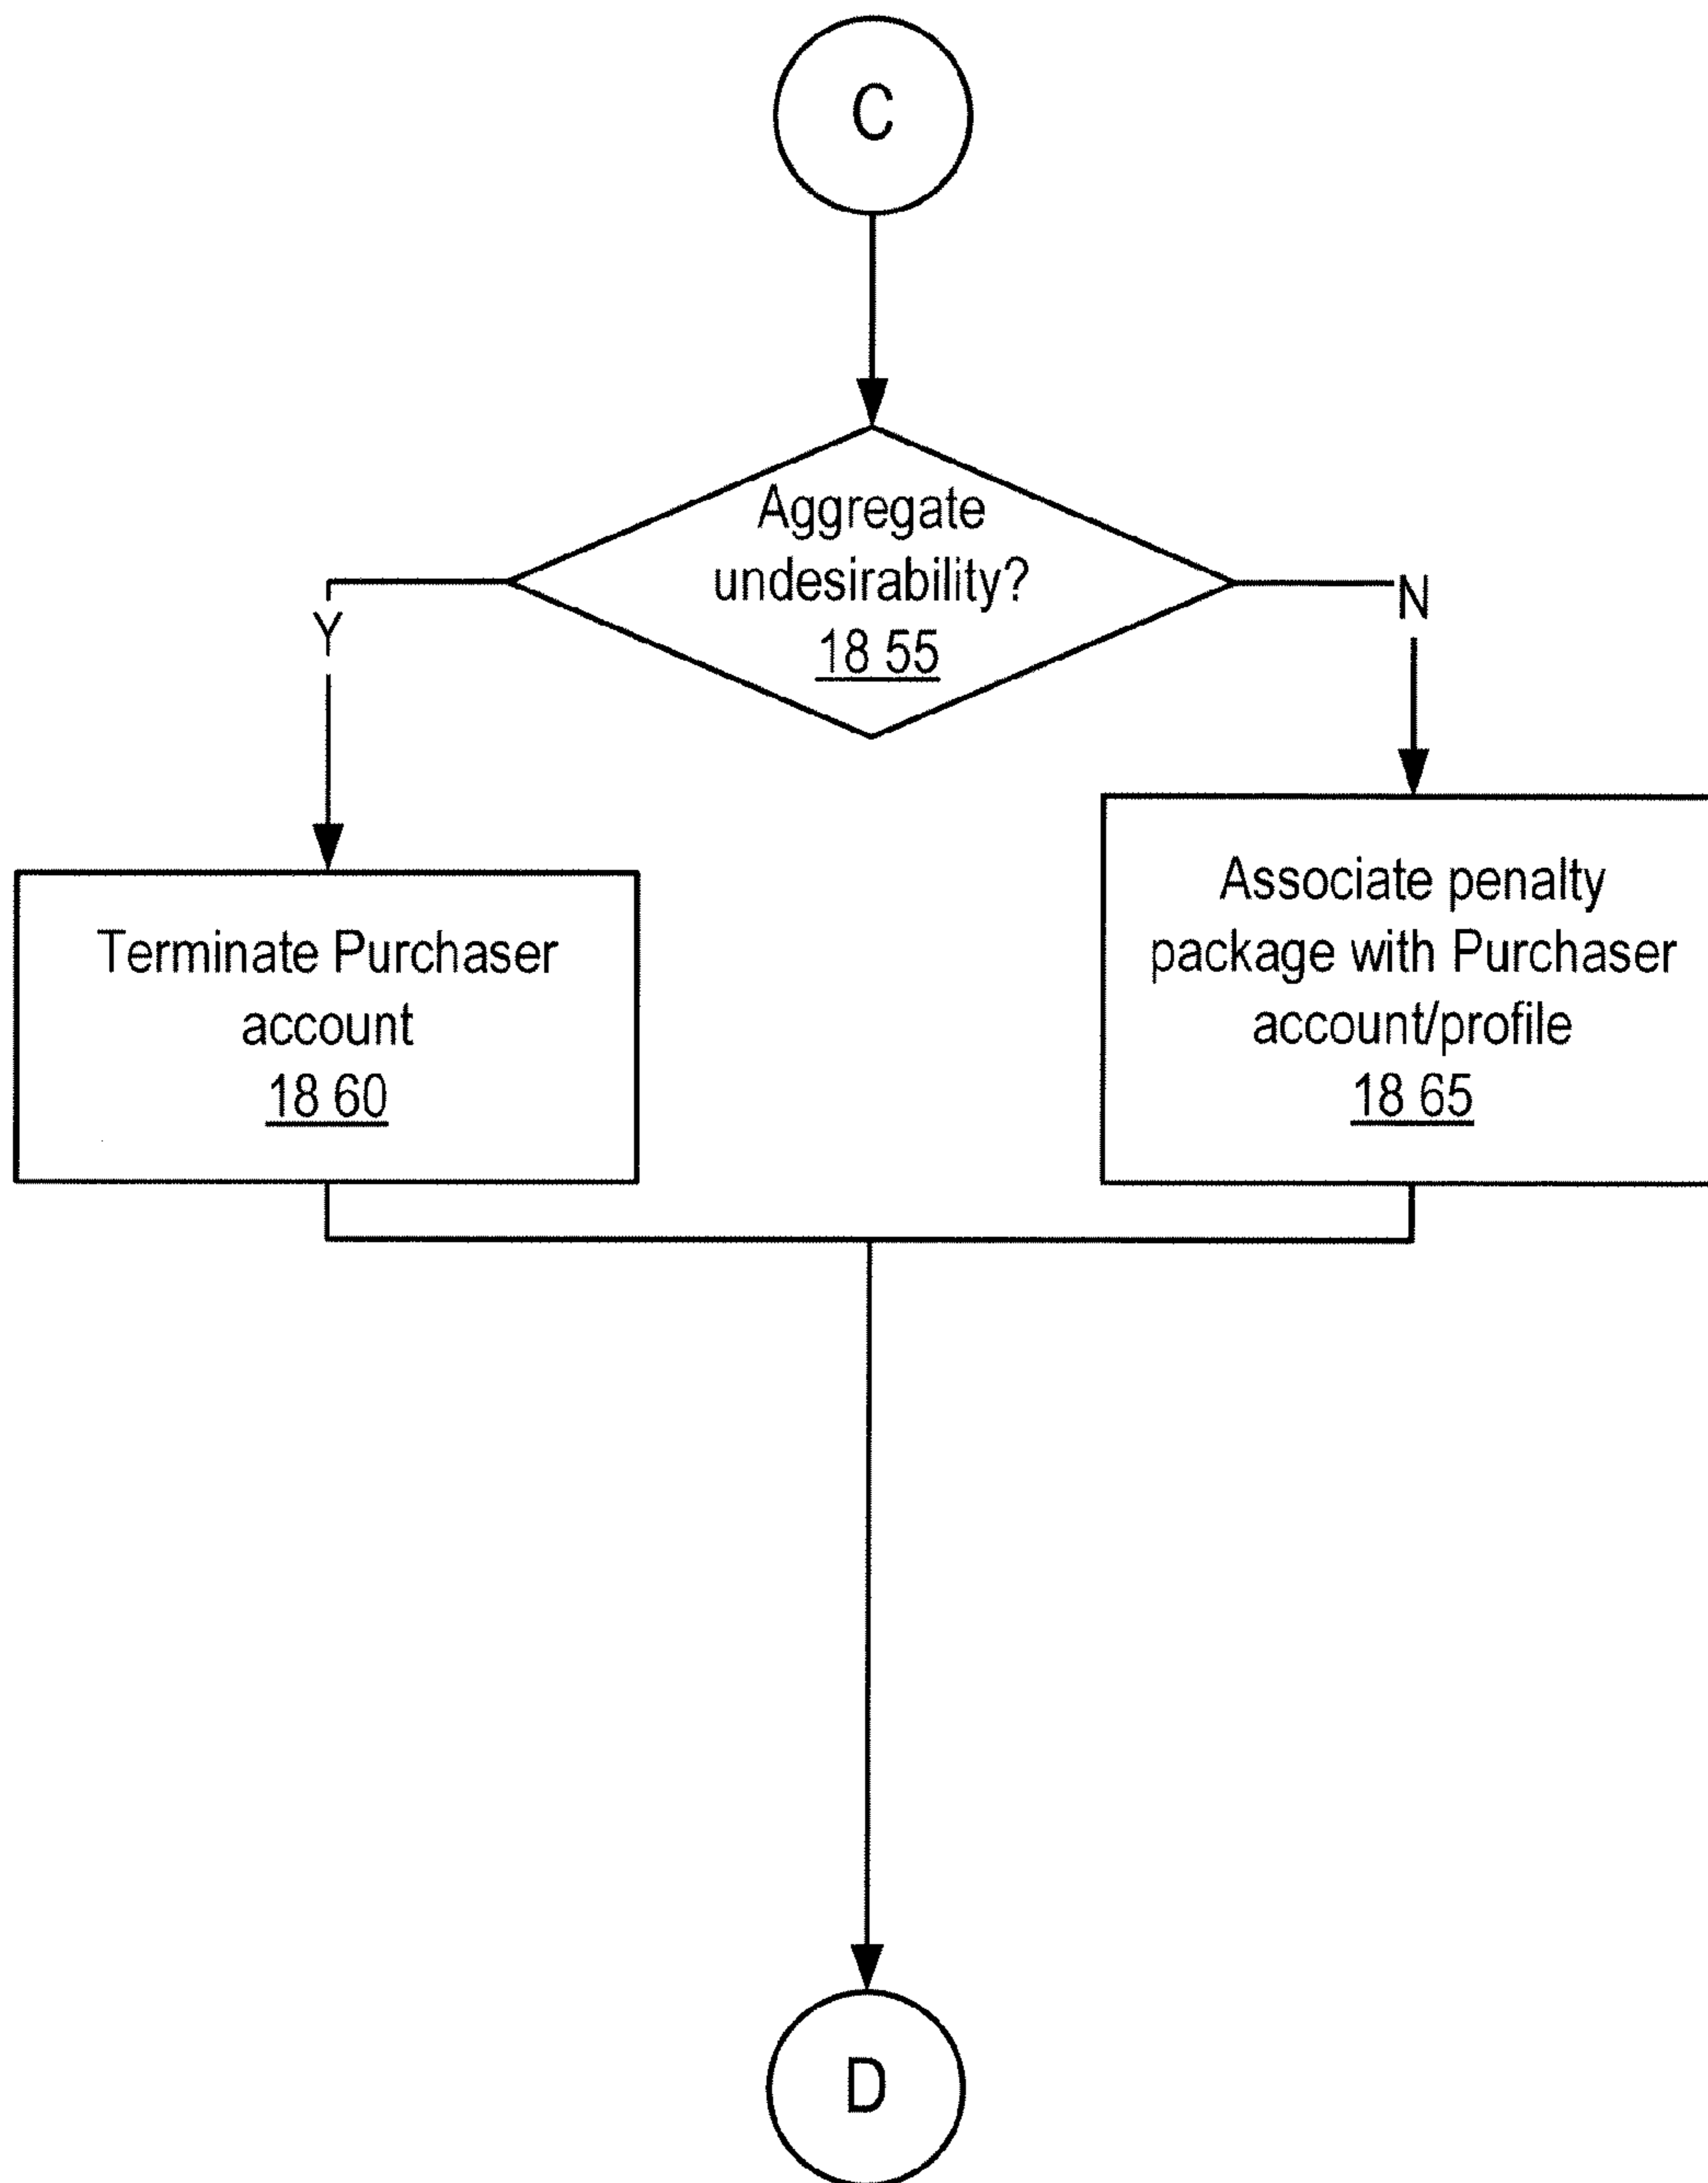 C
Aggregate
undesirability?
18 55
Y
N
Terminate Purchaser
account
18 60
Associate penalty
package with Purchaser
account/profile
18 65
D